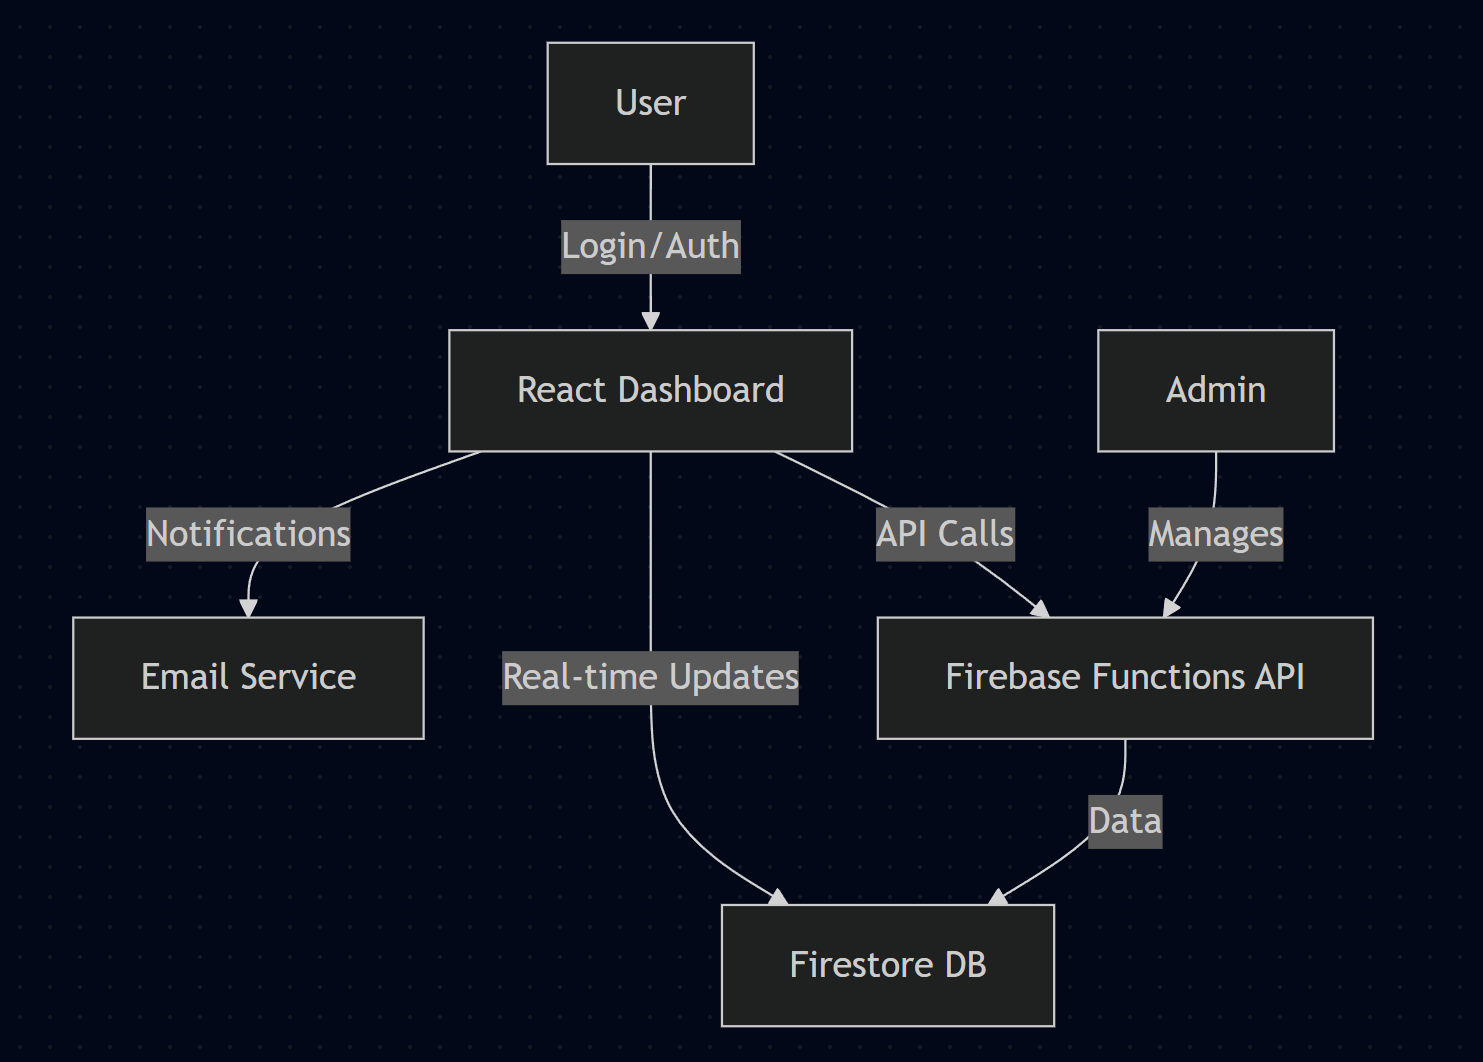 User
Login/Auth
React Dashboard
Admin
Notifications
API Calls
Manages
Email Service
Real-time Updates
Firebase Functions API
Data
Firestore DB